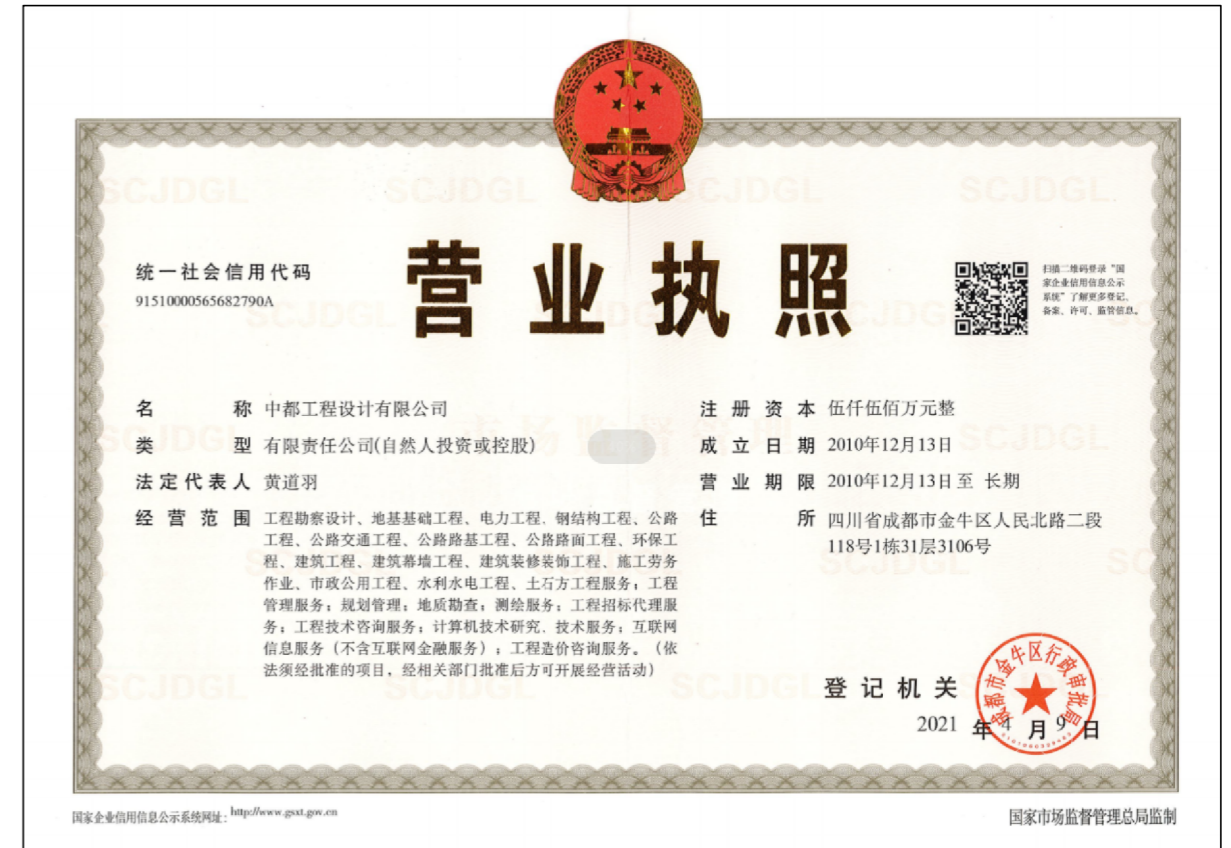 营业执照
统一社会信用代码
91510000565682790A
扫描二维码登录“国
家企业信用信息公示
系统”了解更多登记、
备案、许可、监管信息。
名称 中都工程设计有限公司
类型 有限责任公司(自然人投资或控股)
法定代表人 黄道羽
经营范围 工程勘察设计、地基基础工程、电力工程、钢结构工程、公路
工程、公路交通工程、公路路基工程、公路路面工程、环保工
程、建筑工程、建筑幕墙工程、建筑装修装饰工程、施工劳务
作业、市政公用工程、水利水电工程、土石方工程服务；工程
管理服务；规划管理；地质勘查；测绘服务；工程招标代理服
务；工程技术咨询服务；计算机技术研究、技术服务；互联网
信息服务（不含互联网金融服务）；工程造价咨询服务。（依
法须经批准的项目，经相关部门批准后方可开展经营活动）
注册资本 伍仟伍佰万元整
成立日期 2010年12月13日
营业期限 2010年12月13日至 长期
住所 四川省成都市金牛区人民北路二段
118号1栋31层3106号
登记机关
成都市金牛区行政审批局
2021年4月9日
国家企业信用信息公示系统网址：http://www.gsxt.gov.cn
国家市场监督管理总局监制